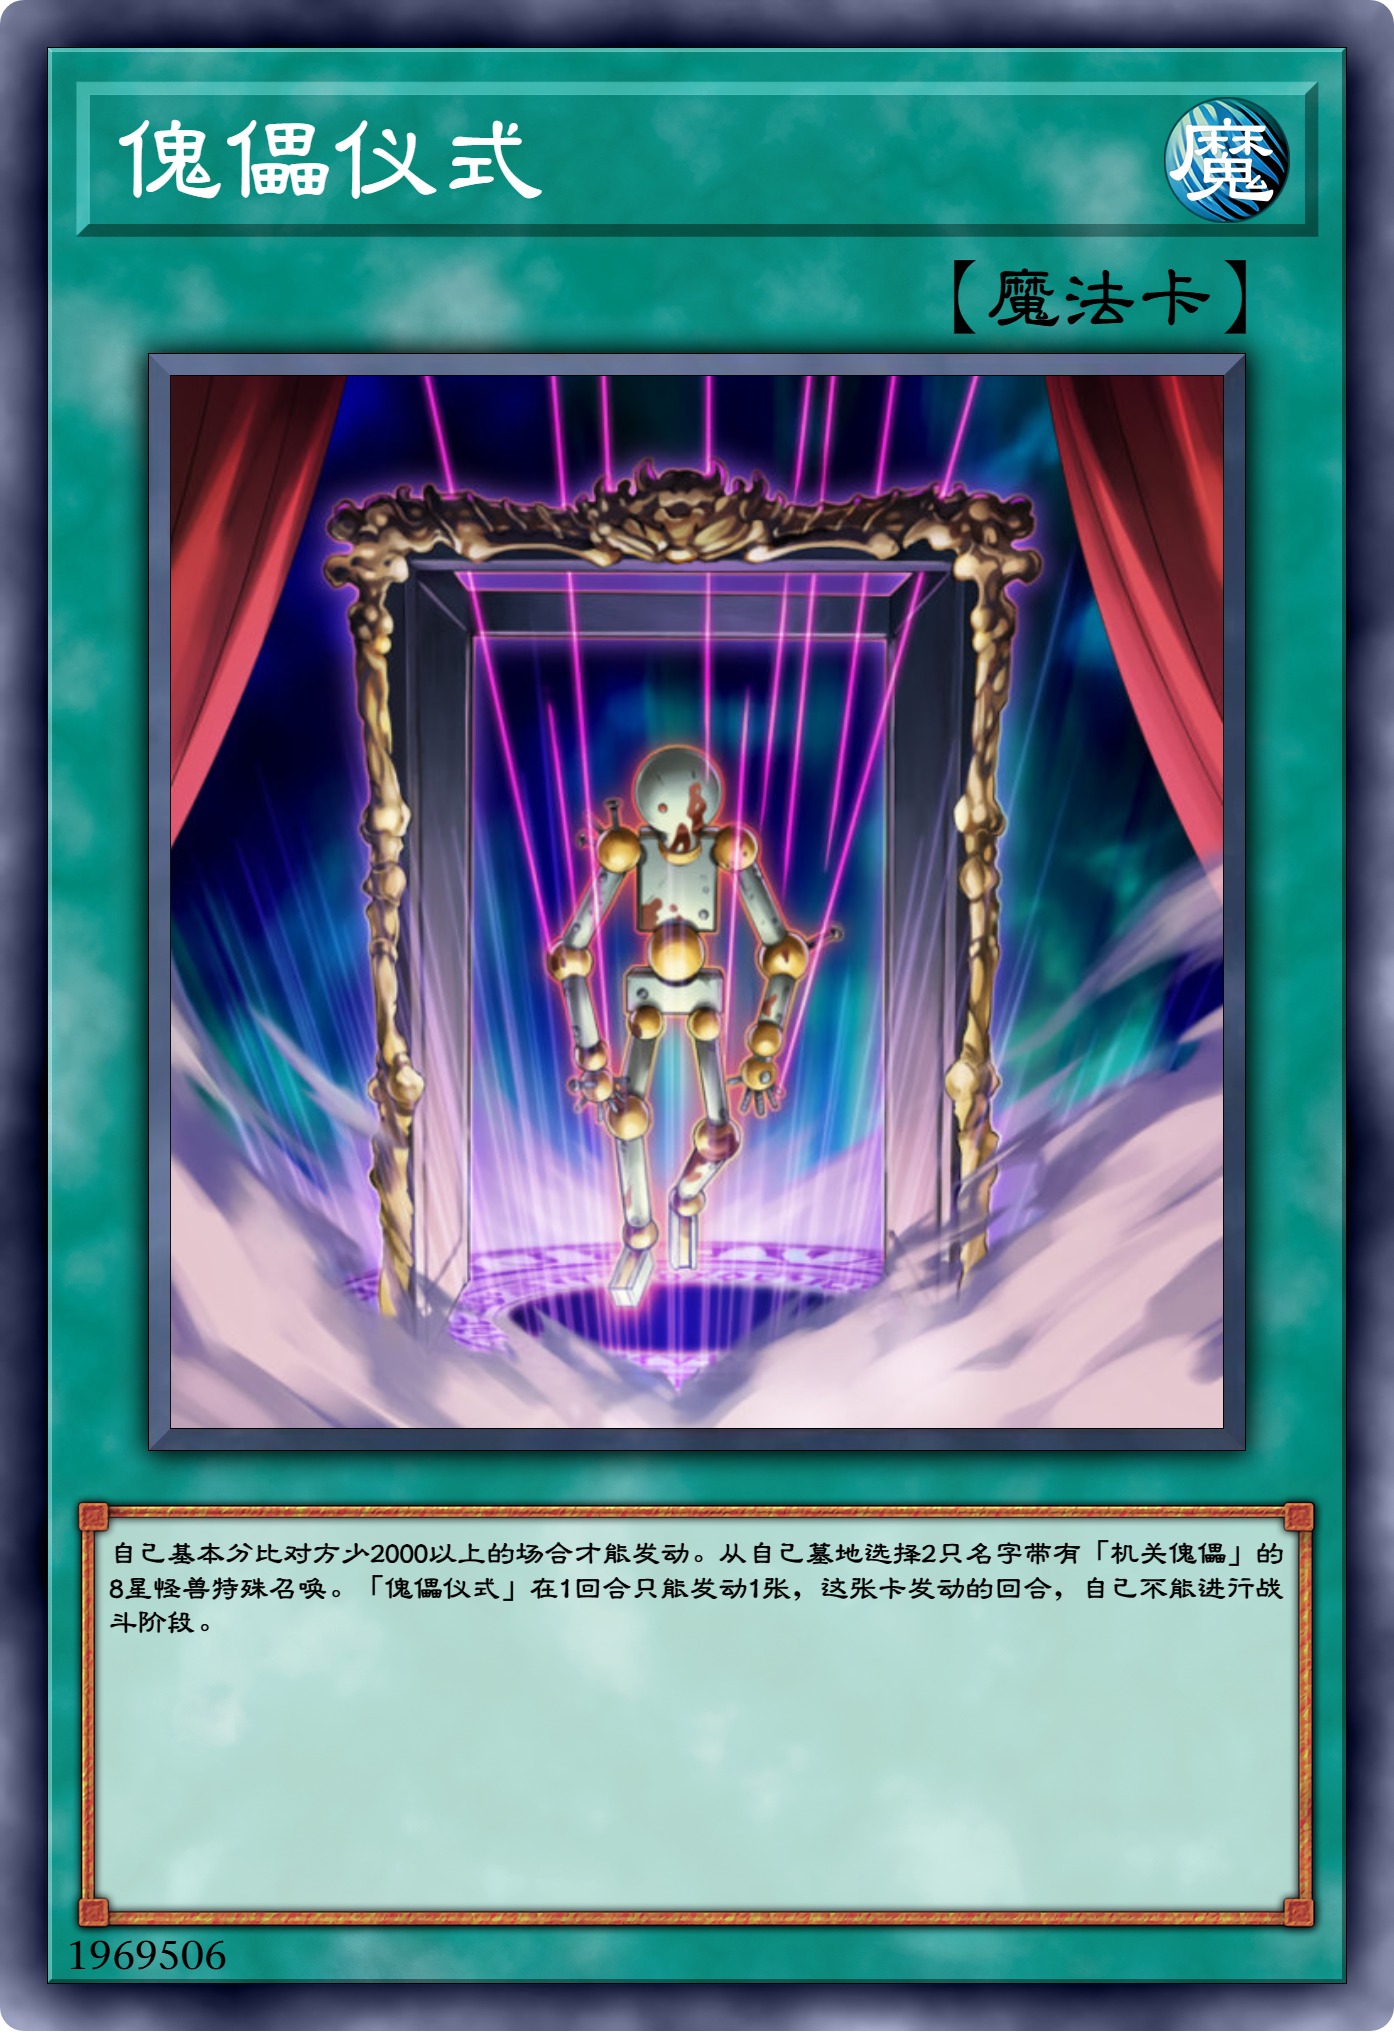 傀儡仪式
魔
【魔法卡】
自己基本分比对方少2000以上的场合才能发动。从自己墓地选择2只名字带有「机关傀儡」的
8星怪兽特殊召唤。「傀儡仪式」在1回合只能发动1张，这张卡发动的回合，自己不能进行战
斗阶段。
1969506